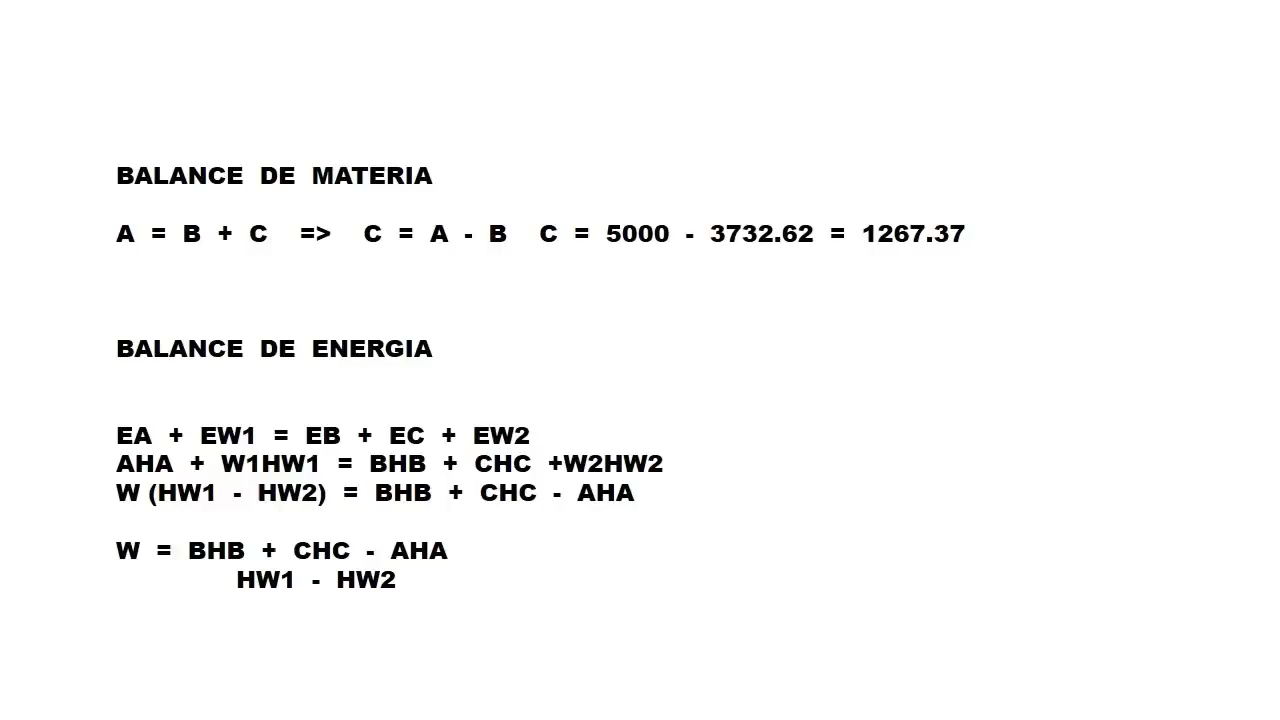 BALANCE DE MATERIA
A = B + C => C = A - B C = 5000 - 3732.62 = 1267.37
BALANCE DE ENERGIA
EA + EW1 = EB + EC + EW2
AHA + W1HW1 = BHB + CHC +W2HW2
W (HW1 - HW2) = BHB + CHC - AHA
W = BHB + CHC - AHA
HW1 - HW2